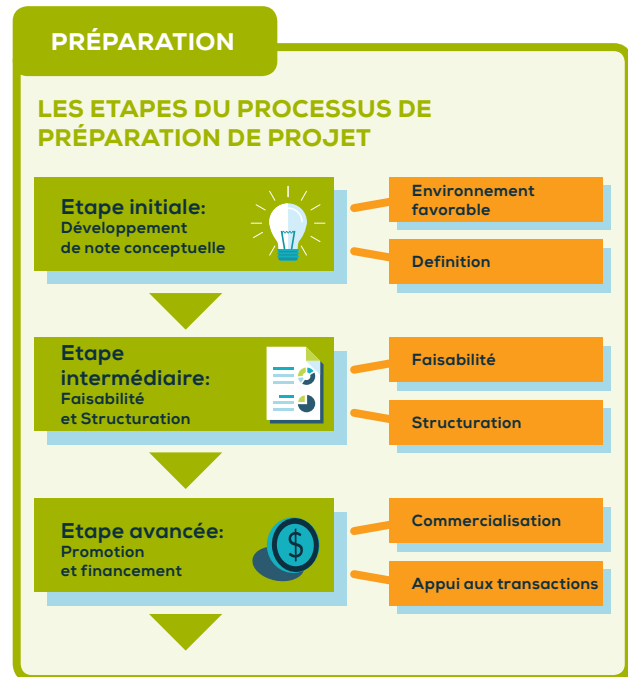 PRÉPARATION
LES ETAPES DU PROCESSUS DE
PRÉPARATION DE PROJET
Etape initiale:
Développement
de note conceptuelle
Environnement
favorable
Definition
Etape
intermédiaire:
Faisabilité
et Structuration
Faisabilité
Structuration
Etape avancée:
Promotion
et financement
$
Commercialisation
Appui aux transactions